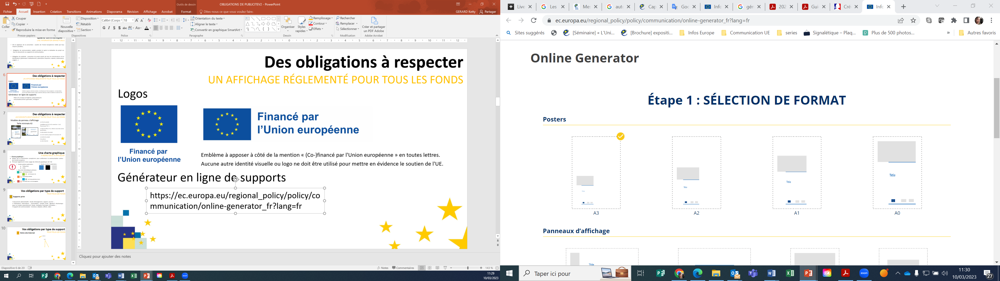 OBLIGATIONS DE PUBLICITEV2 - PowerPoint
Outils de dessin
Fichier Accueil Insertion Création Transitions Animations Diaporama Révision Affichage Acrobat Format Dites-nous ce que vous voulez faire. GERARD Ketty Partager
Coller
Couper
Copier
Reproduire la mise en forme
Presse-papiers
Nouvelle diapositive
Disposition
Rétablir
Section
Diapositives
Calibri (Corps 18
Police
Orientation du texte
Aligner le texte
Convertir en graphique SmartArt
Paragraphe
Organiser
Styles rapides
Remplissage
Contour
Effets
Dessin
Rechercher
Remplacer
Sélectionner
Modification
Créer et partager un PDF Adobe
Adobe Acrobat
6
Des obligations à respecter
UN AFFICHAGE RÉGLEMENTÉ POUR TOUS LES FONDS
Logos
Générateur en ligne de supports
7
Des obligations à respecter
Modèles de panneau d'affichage
Taille minimale A3
8
Une charte graphique
9
Vos obligations par type de support
1 Supports print
10
Vos obligations par type de support
2 Votre site Internet
Des obligations à respecter
UN AFFICHAGE RÉGLEMENTÉ POUR TOUS LES FONDS
Logos
Financé par
l'Union européenne
Financé par
l'Union européenne
Emblème à apposer à côté de la mention « (Co-)financé par l'Union européenne » en toutes lettres.
Aucune autre identité visuelle ou logo ne doit être utilisé pour mettre en évidence le soutien de l'UE.
Générateur en ligne de supports
https://ec.europa.eu/regional_policy/policy/co
mmunication/online-generator_fr?lang=fr
Cliquez pour ajouter des notes
Diapositive 6 de 20
Notes Commentaires 143 %
11:29
10/03/2023
Live Les Mes auto Cap Goo Info gén 202 Gui Cré Info
ec.europa.eu/regional_policy/policy/communication/online-generator_fr?lang=fr
Sites suggérés [Séminaire] « L'Uni... [Brochure] expositi... Infos Europe Communication UE series Signalétique – Plaq... Plus de 500 photos... » Autres favoris
Online Generator
Étape 1 : SÉLECTION DE FORMAT
Posters
Title Title Title
A3 A2 A1 A0
Panneaux d'affichage
Title
Taper ici pour
11:30
10/03/2023
27